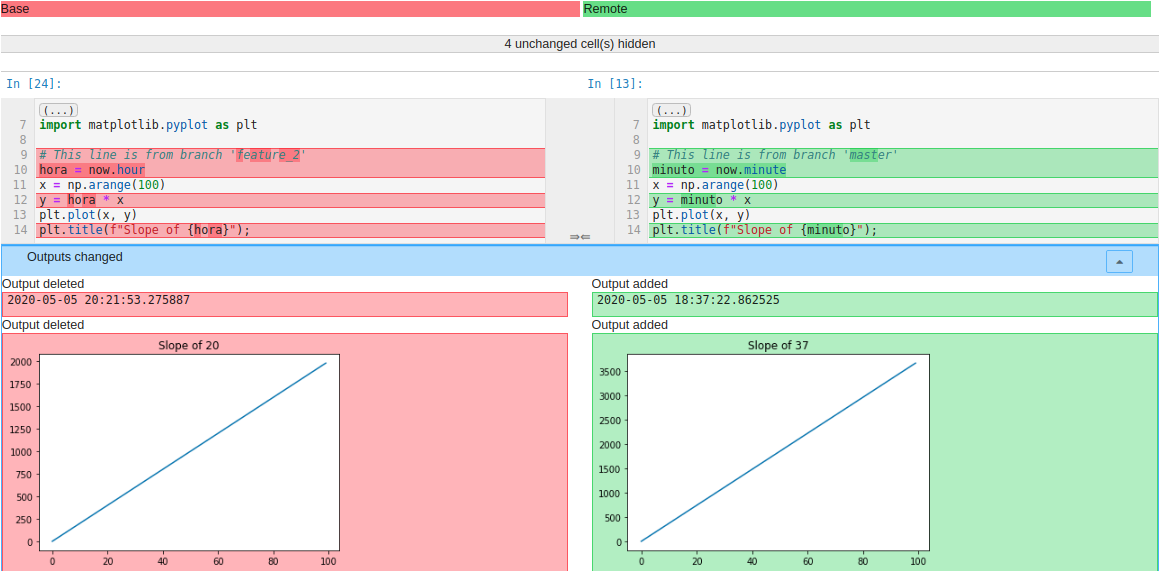 Base
Remote
4 unchanged cell(s) hidden
In [24]:
(...)
7 import matplotlib.pyplot as plt
8
9 # This line is from branch 'feature_2'
10 hora = now.hour
11 x = np.arange(100)
12 y = hora * x
13 plt.plot(x, y)
14 plt.title(f"Slope of {hora}");
In [13]:
(...)
7 import matplotlib.pyplot as plt
8
9 # This line is from branch 'master'
10 minuto = now.minute
11 x = np.arange(100)
12 y = minuto * x
13 plt.plot(x, y)
14 plt.title(f"Slope of {minuto}");
Outputs changed
Output deleted
2020-05-05 20:21:53.275887
Output deleted
Slope of 20
2000
1750
1500
1250
1000
750
500
250
0
0 20 40 60 80 100
Output added
2020-05-05 18:37:22.862525
Output added
Slope of 37
3500
3000
2500
2000
1500
1000
500
0
0 20 40 60 80 100